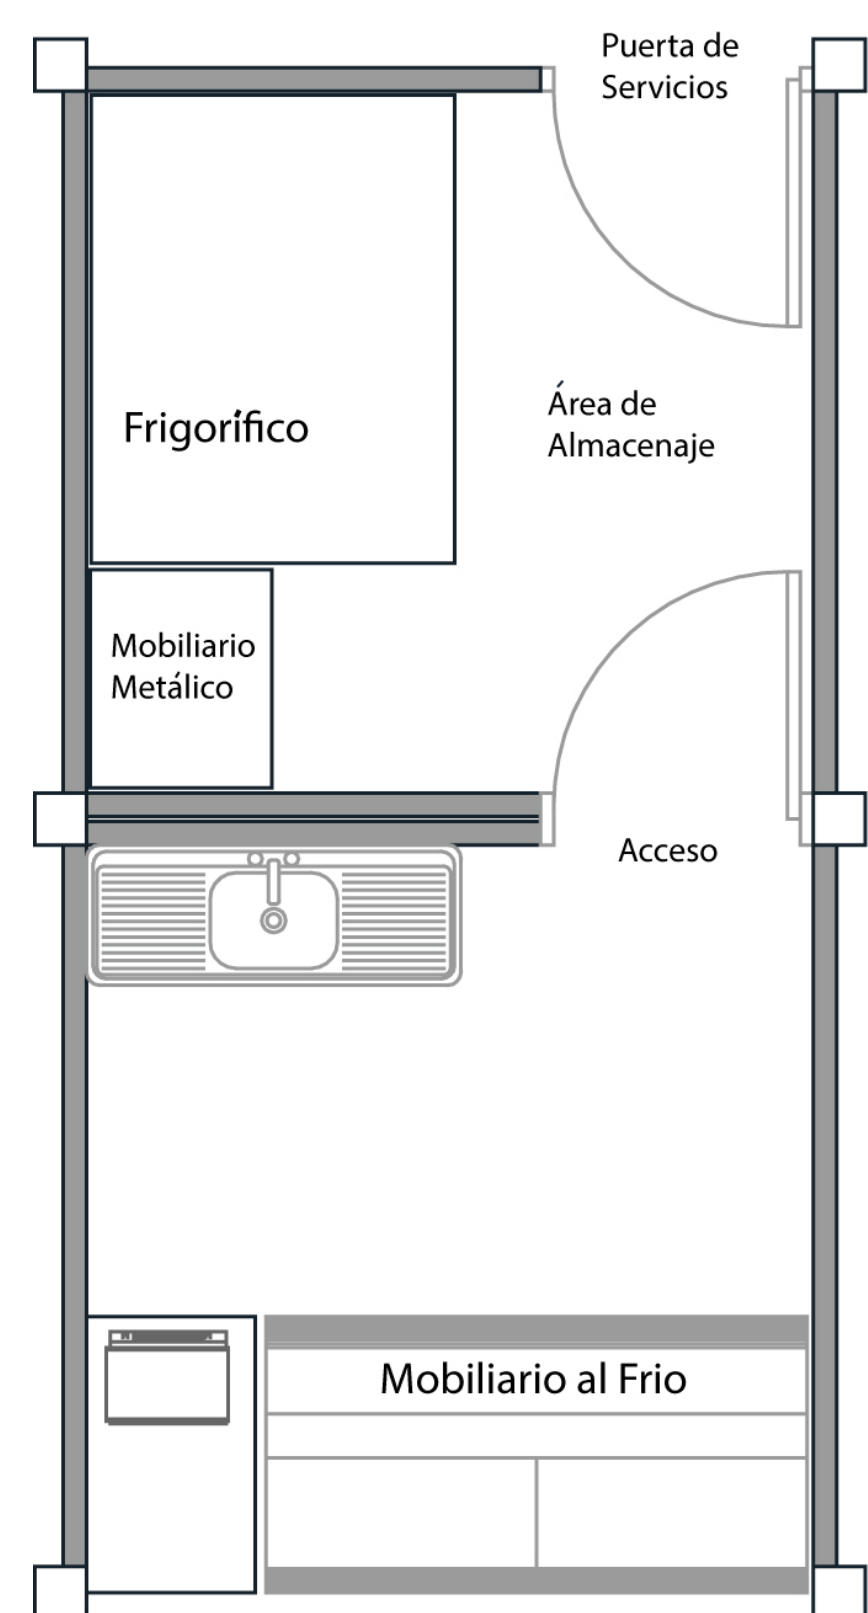 Puerta de
Servicios
Frigorífico
Área de
Almacenaje
Mobiliario
Metálico
Acceso
Mobiliario al Frio